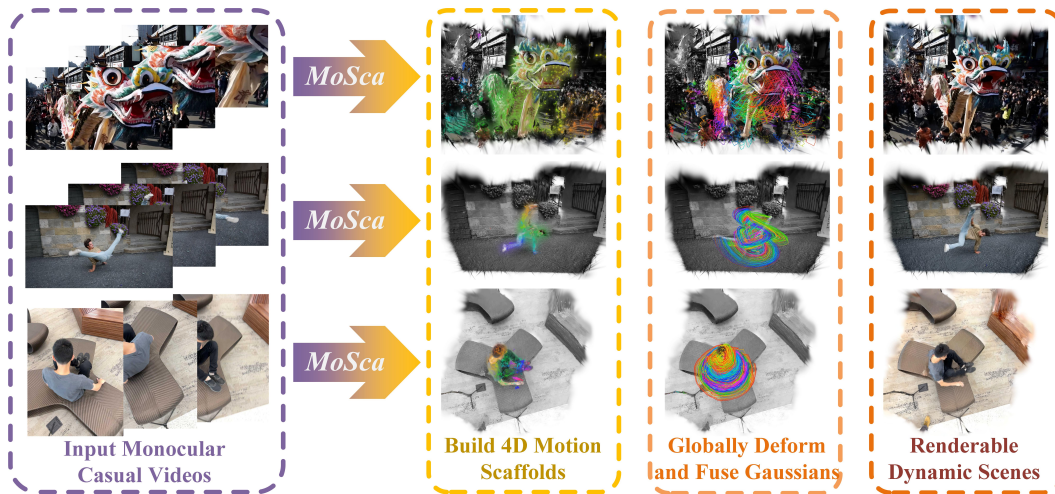 MoSca
MoSca
MoSca
Input Monocular
Casual Videos
Build 4D Motion
Scaffolds
Globally Deform
and Fuse Gaussians
Renderable
Dynamic Scenes